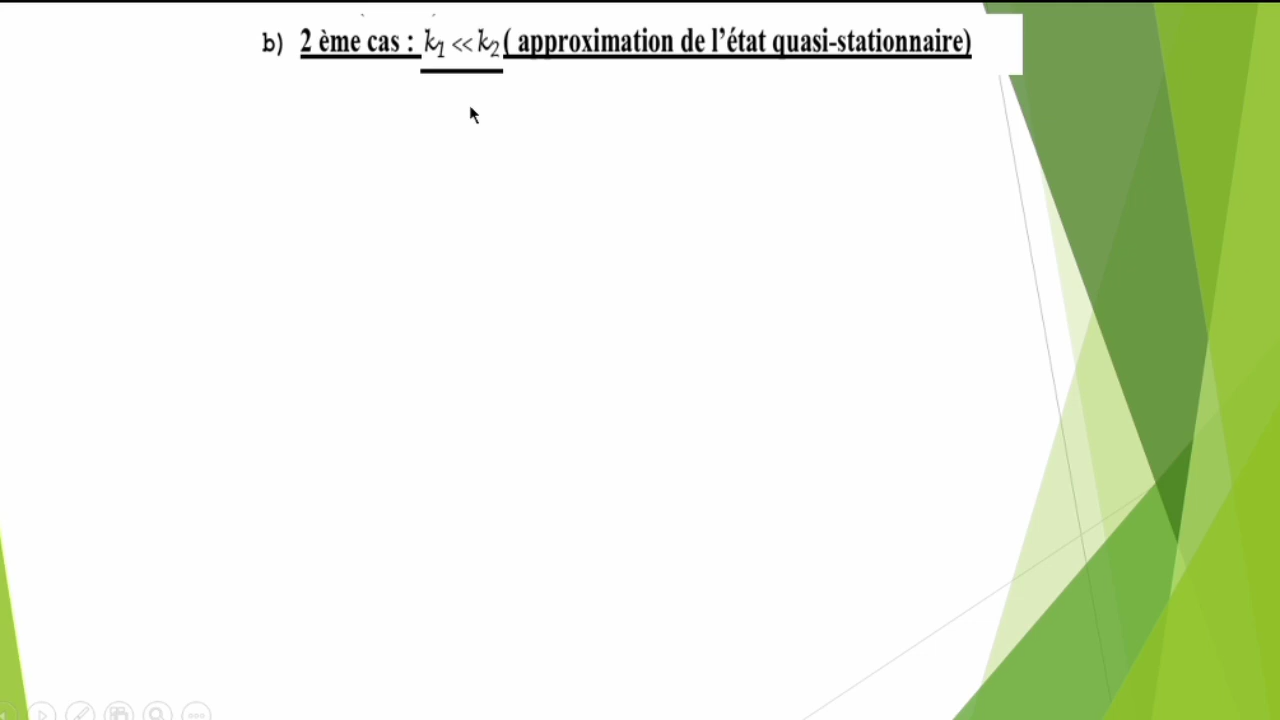 b) 2 ème cas : k₁ << k₂ ( approximation de l’état quasi-stationnaire)